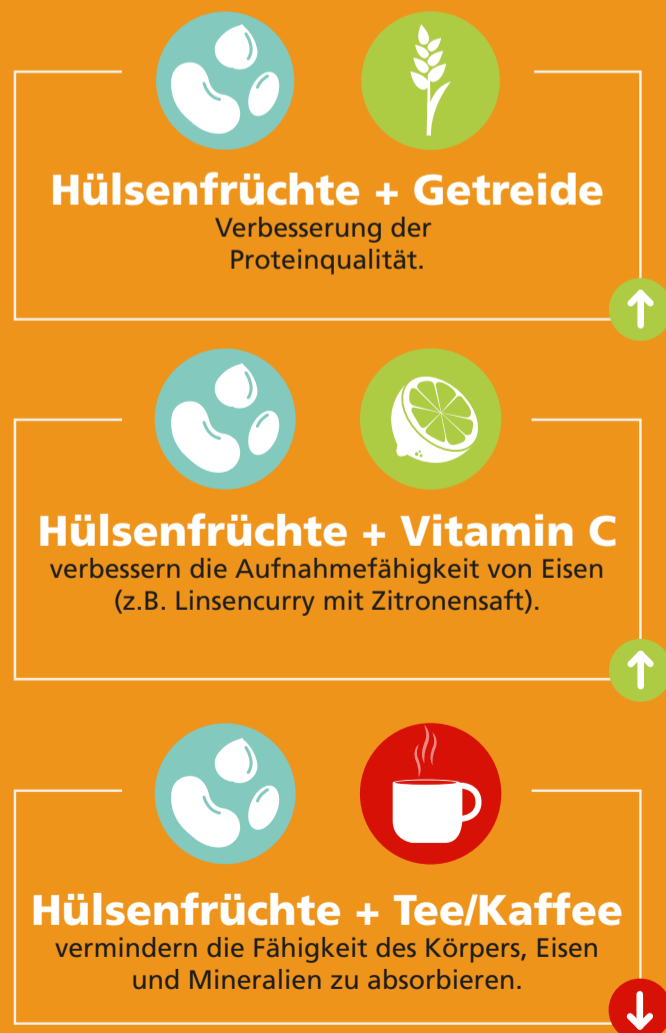 Hülsenfrüchte + Getreide
Verbesserung der
Proteinqualität.
Hülsenfrüchte + Vitamin C
verbessern die Aufnahmefähigkeit von Eisen
(z.B. Linsencurry mit Zitronensaft).
Hülsenfrüchte + Tee/Kaffee
vermindern die Fähigkeit des Körpers, Eisen
und Mineralien zu absorbieren.